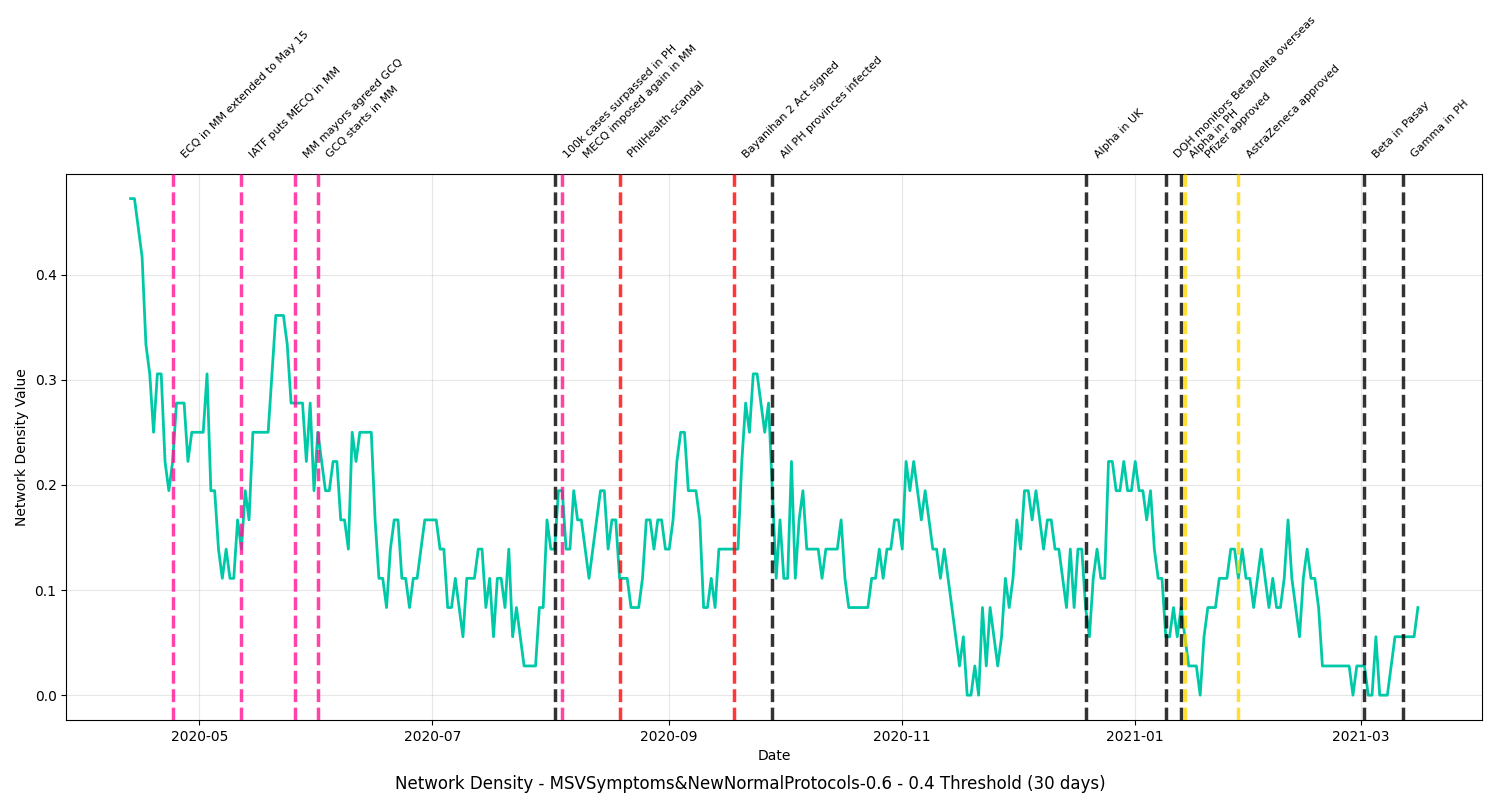 ECQ in MM extended to May 15
IATF puts MECQ in MM
MM mayors agreed GCQ
GCQ starts in MM
100k cases surpassed in PH
MECQ imposed again in MM
PhilHealth scandal
Bayanihan 2 Act signed
All PH provinces infected
Alpha in UK
DOH monitors Beta/Delta overseas
Alpha in PH
Pfizer approved
AstraZeneca approved
Beta in Pasay
Gamma in PH
Network Density Value
0.4
0.3
0.2
0.1
0.0
2020-05
2020-07
2020-09
2020-11
2021-01
2021-03
Date
Network Density - MSVSymptoms&NewNormalProtocols-0.6 - 0.4 Threshold (30 days)